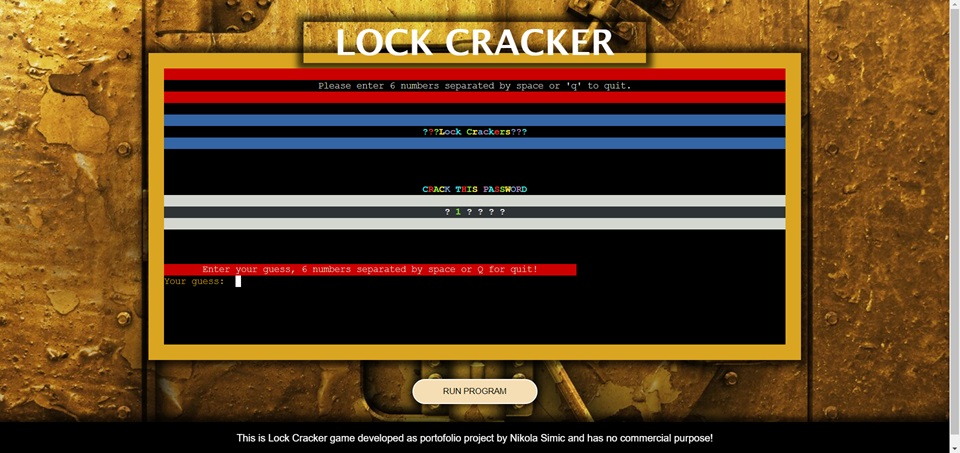 LOCK CRACKER
Please enter 6 numbers separated by space or 'q' to quit.
???Lock Crackers???
CRACK THIS PASSWORD
? 1 ? ? ? ?
Enter your guess, 6 numbers separated by space or Q for quit!
Your guess:
RUN PROGRAM
This is Lock Cracker game developed as portofolio project by Nikola Simic and has no commercial purpose!